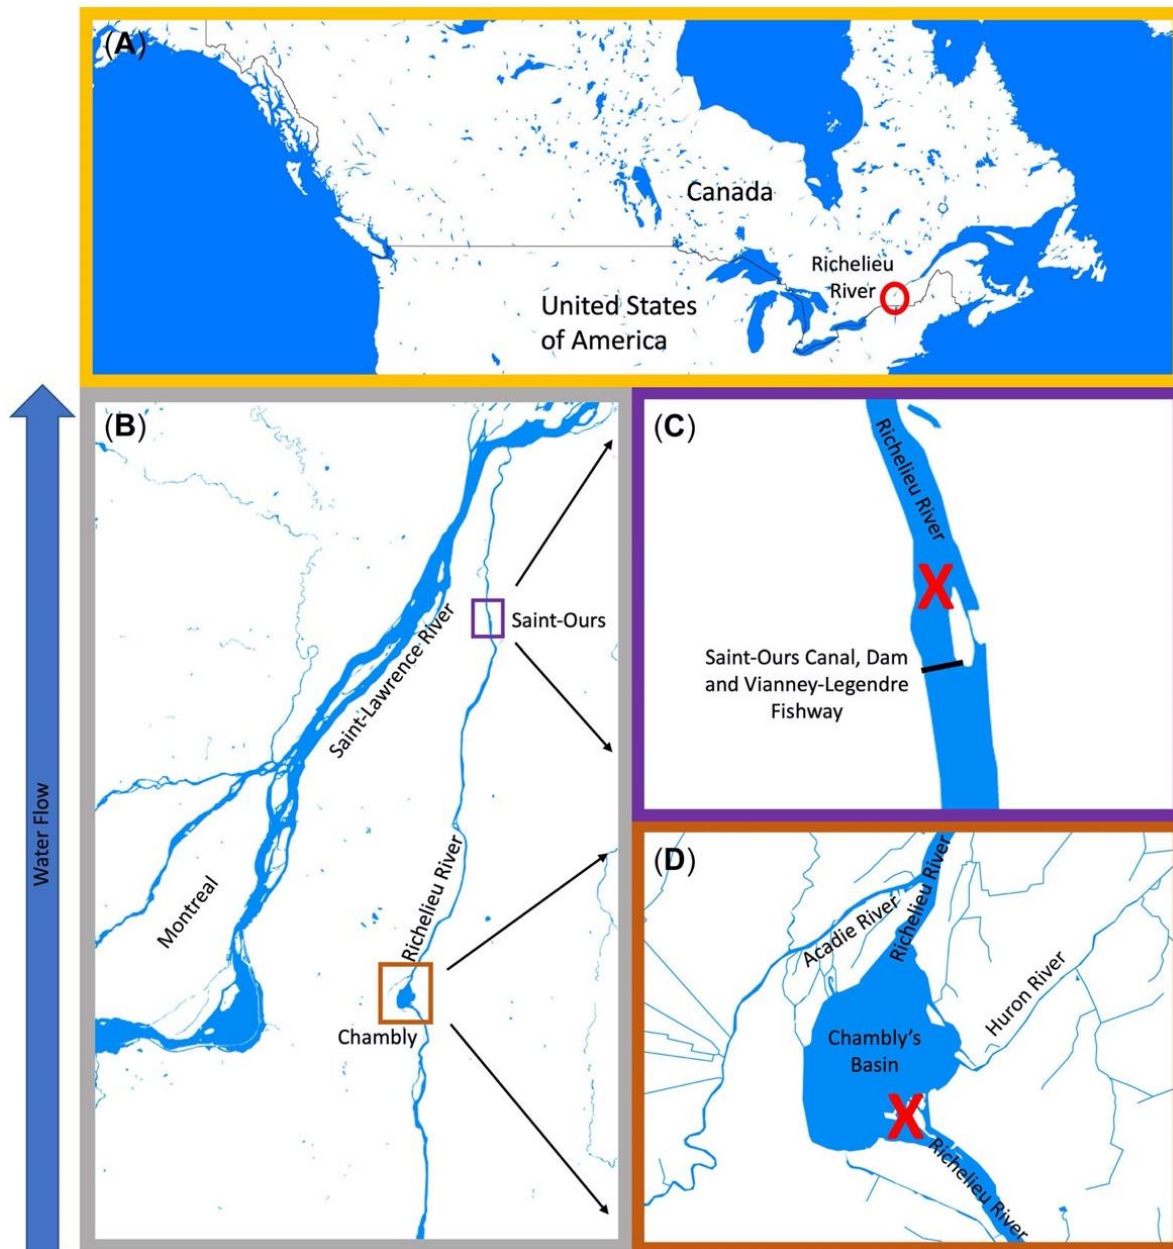 (A)
Canada
Richelieu
River
United States
of America
Water Flow
(B)
Saint-Ours
Saint-Lawrence River
Montreal
Richelieu River
Chambly
(C)
Richelieu River
X
Saint-Ours Canal, Dam
and Vianney-Legendre
Fishway
(D)
Richelieu River
Acadie River
Huron River
Chambly's
Basin
X
Richelieu River